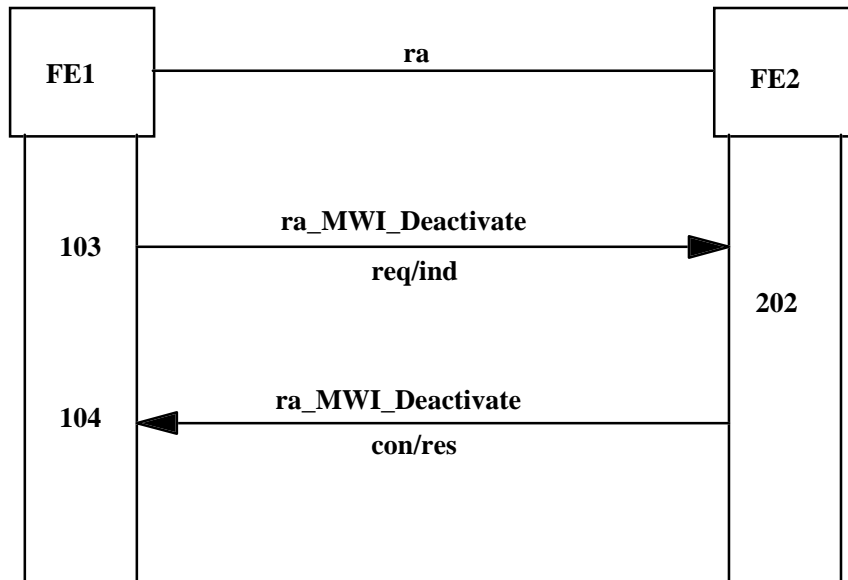 FE1
ra
FE2
ra_MWI_Deactivate
103
req/ind
202
ra_MWI_Deactivate
104
con/res